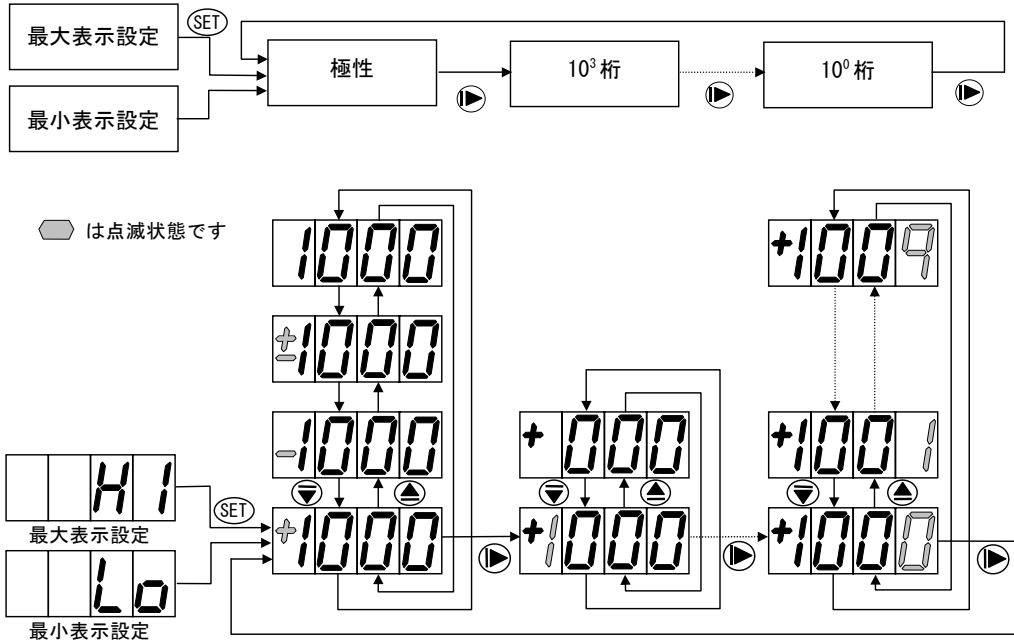 最大表示設定
SET
極性
10³桁
10⁰桁
最小表示設定
は点滅状態です
1000
+1009
±1000
-1000
+ 000
+1001
HI
最大表示設定
SET
+1000
+1000
+1000
Lo
最小表示設定